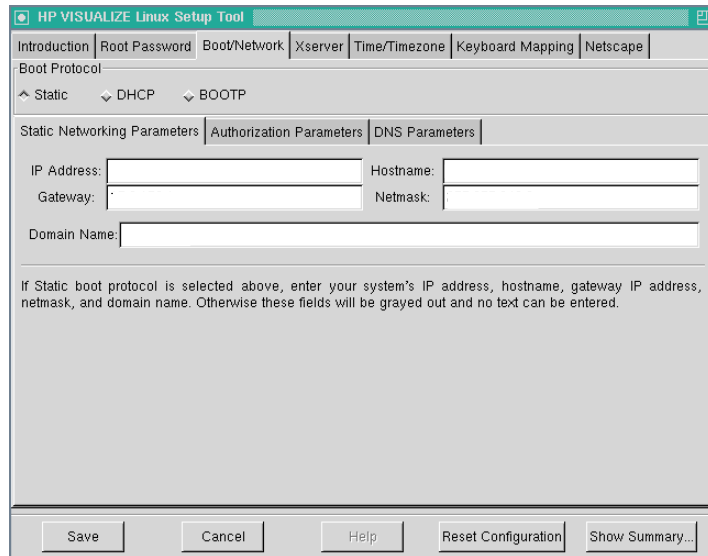 HP VISUALIZE Linux Setup Tool
Introduction Root Password Boot/Network Xserver Time/Timezone Keyboard Mapping Netscape
Boot Protocol
Static DHCP BOOTP
Static Networking Parameters Authorization Parameters DNS Parameters
IP Address: Hostname:
Gateway: Netmask:
Domain Name:
If Static boot protocol is selected above, enter your system's IP address, hostname, gateway IP address,
netmask, and domain name. Otherwise these fields will be grayed out and no text can be entered.
Save Cancel Help Reset Configuration Show Summary...